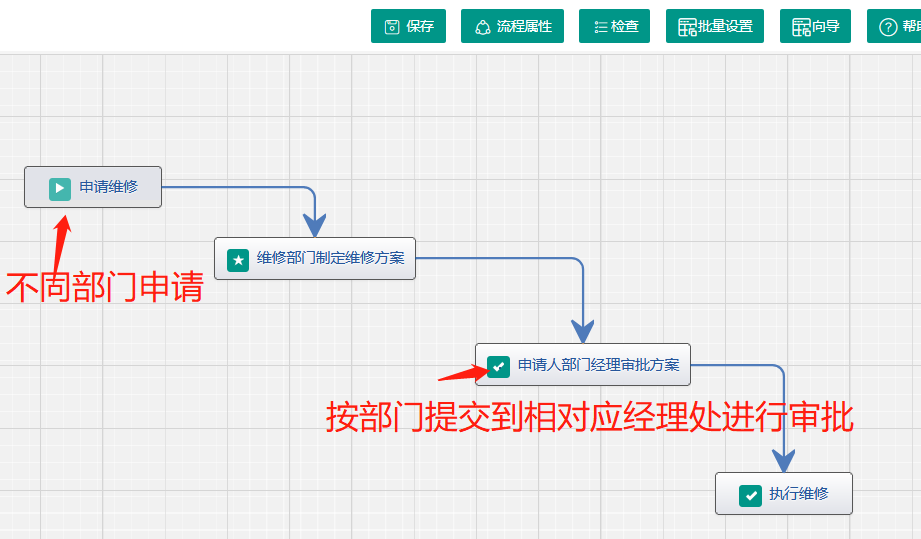 保存
流程属性
检查
批量设置
向导
帮助
申请维修
维修部门制定维修方案
不同部门申请
申请人部门经理审批方案
按部门提交到相对应经理处进行审批
执行维修